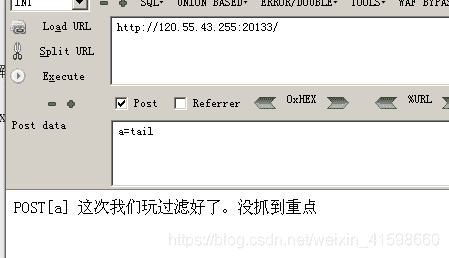 INT SQL▾ UNION BASED▾ ERROR/DOUBLE▾ TOOLS▾ WAF BYPAS
Load URL
http://120.55.43.255:20133/
Split URL
Execute
Post Referrer 0xHEX %URL
Post data
a=tail
POST[a] 这次我们玩过滤好了。没抓到重点
https://blog.csdn.net/weixin_41598660